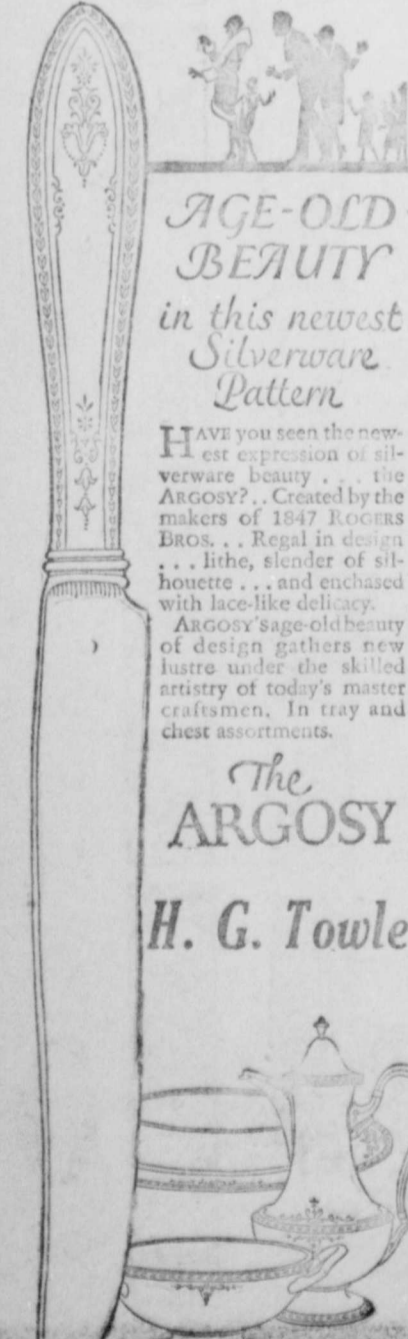 AGE-OLD
BEAUTY
in this newest
Silverware
Pattern
HAVE you seen the new-
est expression of sil-
verware beauty . . . the
ARGOSY? . . Created by the
makers of 1847 ROGERS
BROS. . . Regal in design
. . . lithe, slender of sil-
houette . . . and enchased
with lace-like delicacy.
ARGOSY'S age-old beauty
of design gathers new
lustre under the skilled
artistry of today's master
craftsmen. In tray and
chest assortments.
The
ARGOSY
H. G. Towle